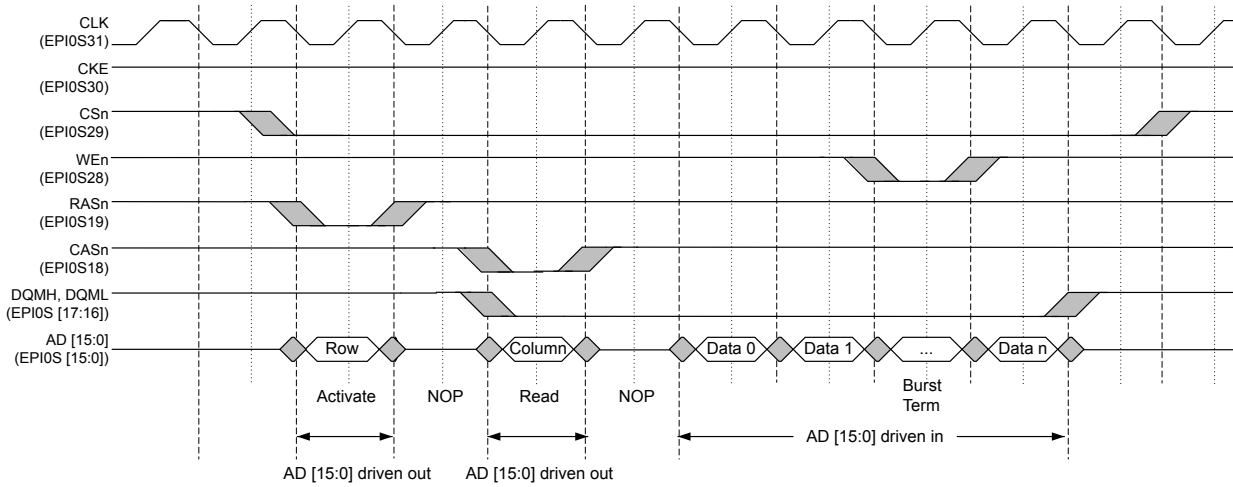 CLK
(EPI0S31)
CKE
(EPI0S30)
CSn
(EPI0S29)
WEn
(EPI0S28)
RASn
(EPI0S19)
CASn
(EPI0S18)
DQMH, DQML
(EPI0S [17:16])
AD [15:0]
(EPI0S [15:0])
Row
Column
Data 0
Data 1
...
Data n
Activate
NOP
Read
NOP
Burst
Term
AD [15:0] driven in
AD [15:0] driven out
AD [15:0] driven out